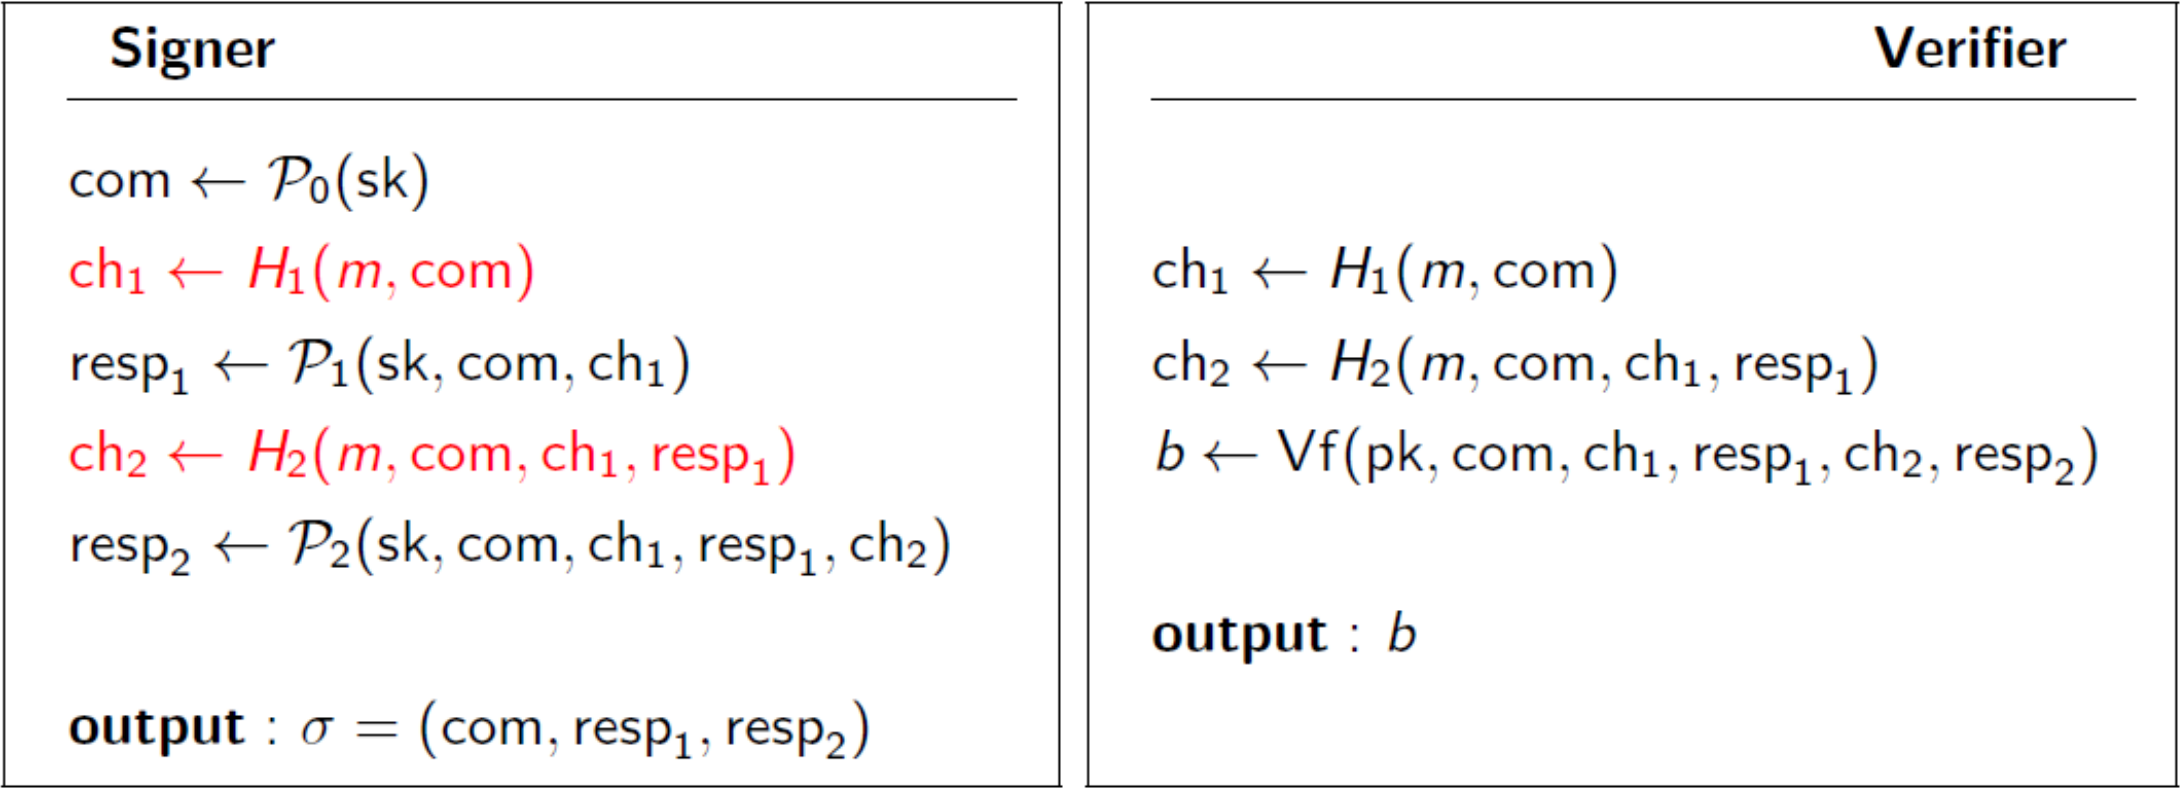 Signer
com ← 𝒫₀(sk)
ch₁ ← H₁(m, com)
resp₁ ← 𝒫₁(sk, com, ch₁)
ch₂ ← H₂(m, com, ch₁, resp₁)
resp₂ ← 𝒫₂(sk, com, ch₁, resp₁, ch₂)
output : σ = (com, resp₁, resp₂)
Verifier
ch₁ ← H₁(m, com)
ch₂ ← H₂(m, com, ch₁, resp₁)
b ← Vf(pk, com, ch₁, resp₁, ch₂, resp₂)
output : b